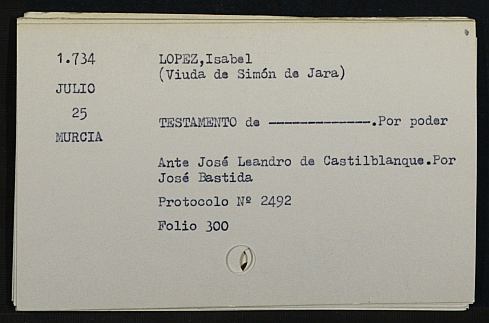 1.734
JULIO
25
MURCIA
LOPEZ,Isabel
(Viuda de Simón de Jara)
TESTAMENTO de --------------.Por poder
Ante José Leandro de Castilblanque.Por
José Bastida
Protocolo Nº 2492
Folio 300